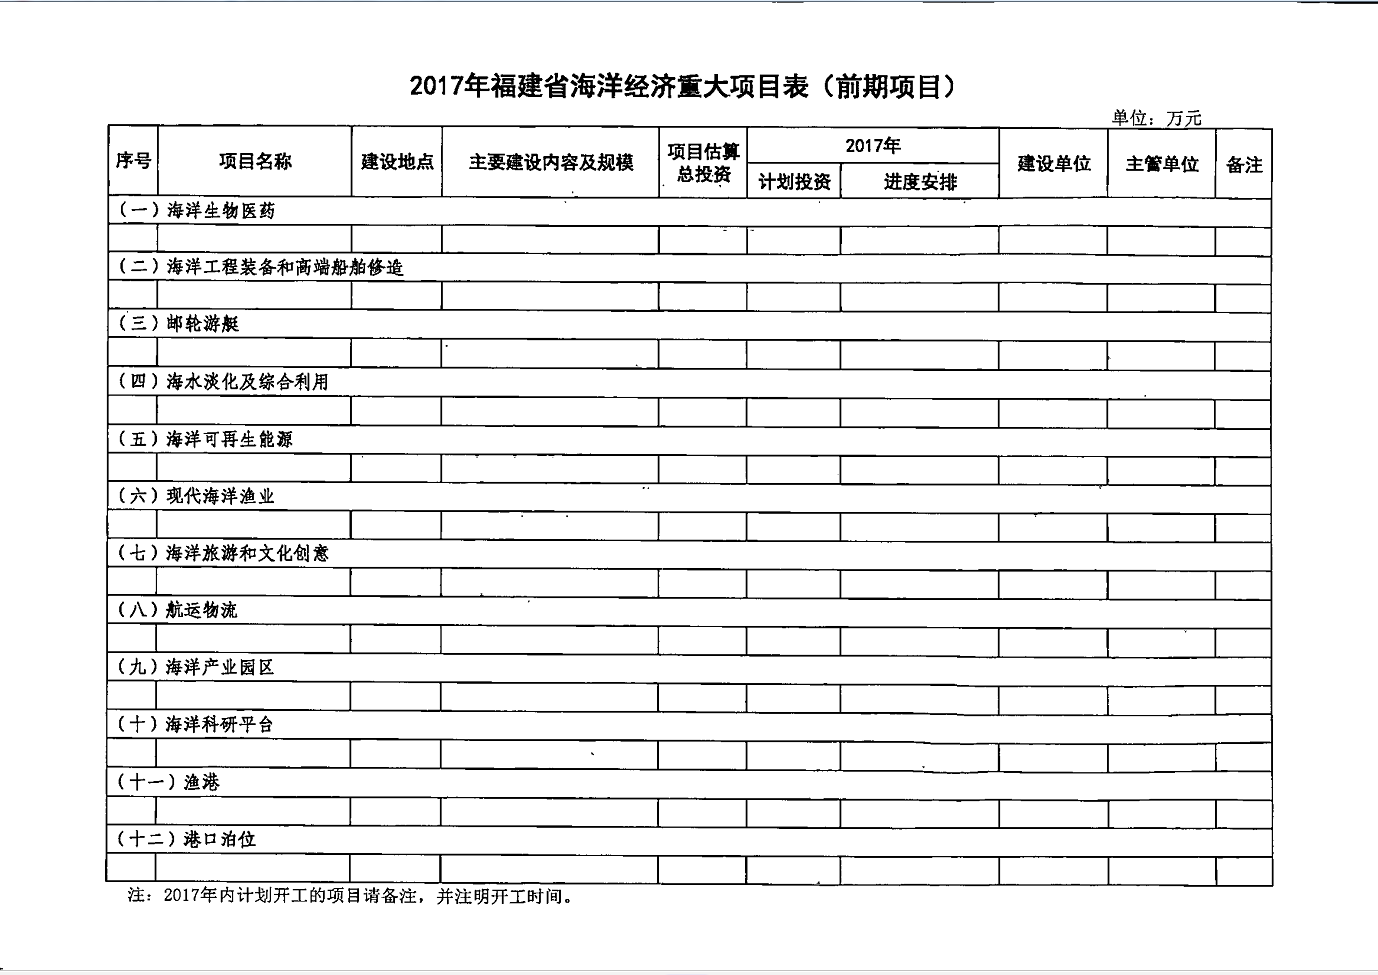 2017年福建省海洋经济重大项目表（前期项目）
单位：万元
序号 项目名称 建设地点 主要建设内容及规模 项目估算总投资 2017年 建设单位 主管单位 备注
计划投资 进度安排
（一）海洋生物医药
（二）海洋工程装备和高端船舶修造
（三）邮轮游艇
（四）海水淡化及综合利用
（五）海洋可再生能源
（六）现代海洋渔业
（七）海洋旅游和文化创意
（八）航运物流
（九）海洋产业园区
（十）海洋科研平台
（十一）渔港
（十二）港口泊位
注：2017年内计划开工的项目请备注，并注明开工时间。